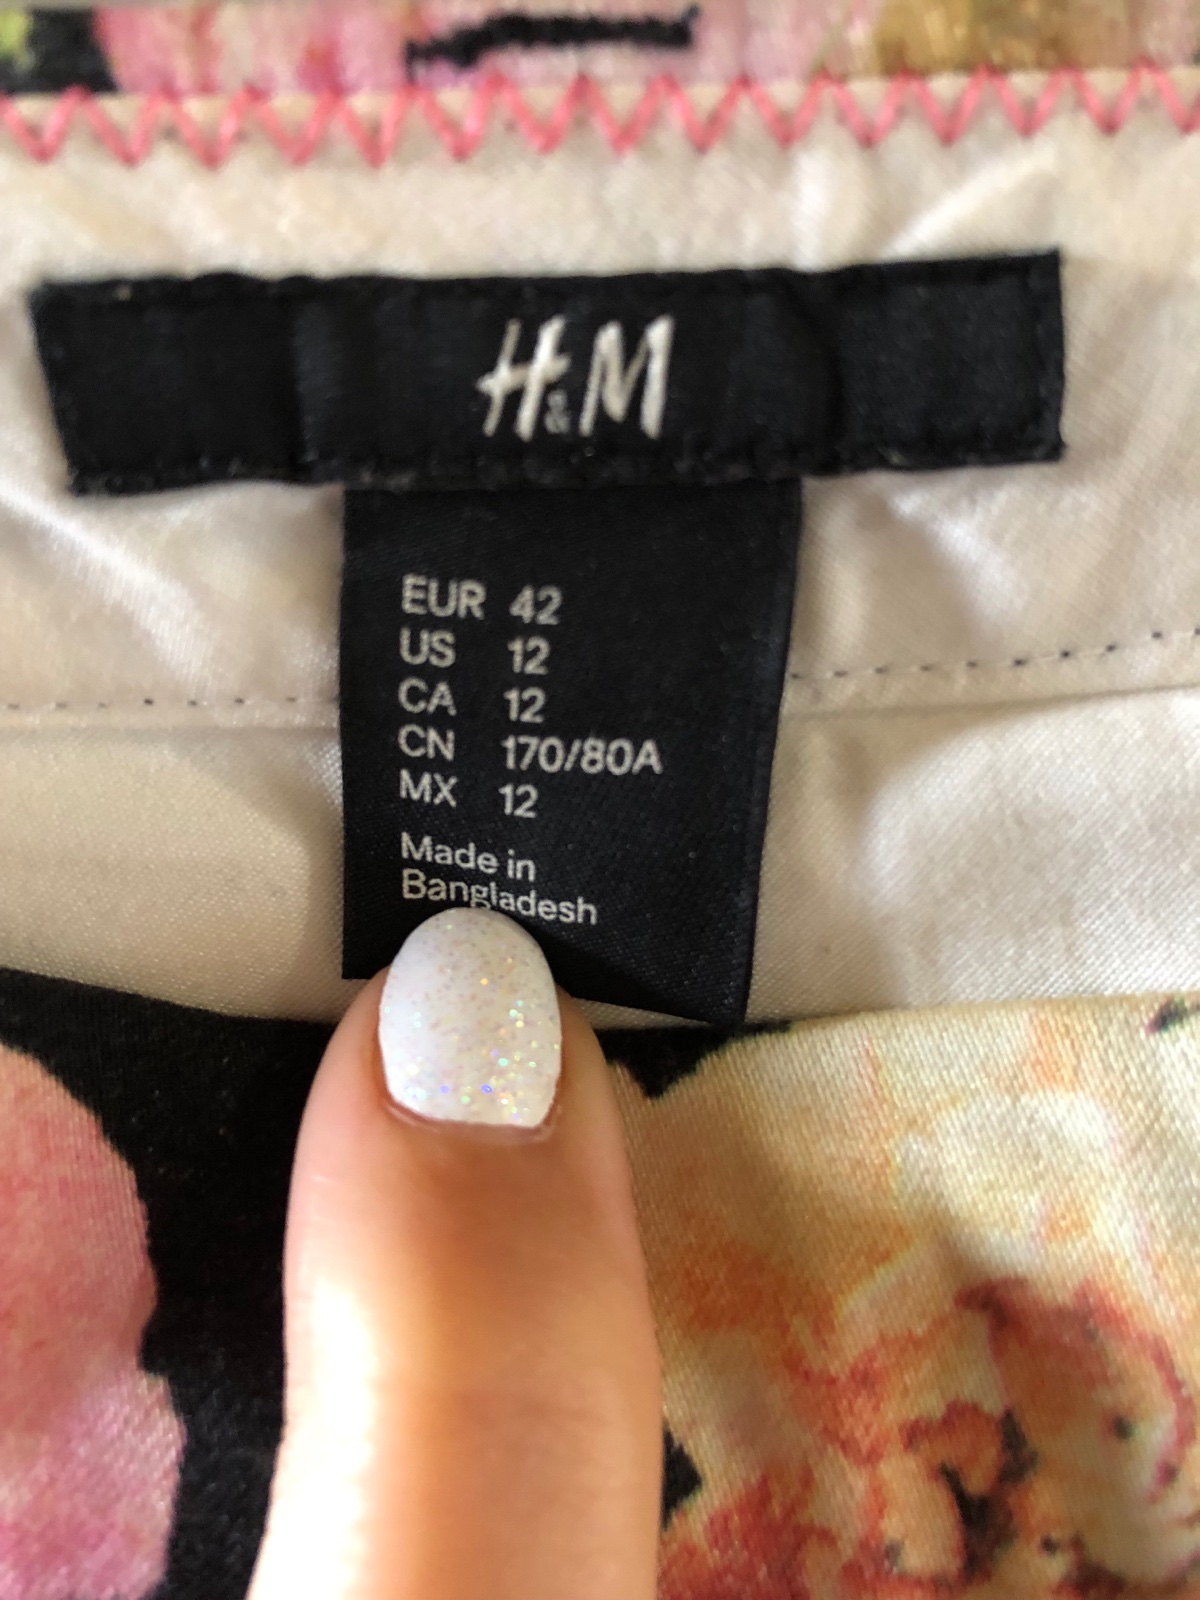 H&M
EUR 42
US 12
CA 12
CN 170/80A
MX 12
Made in
Bangladesh